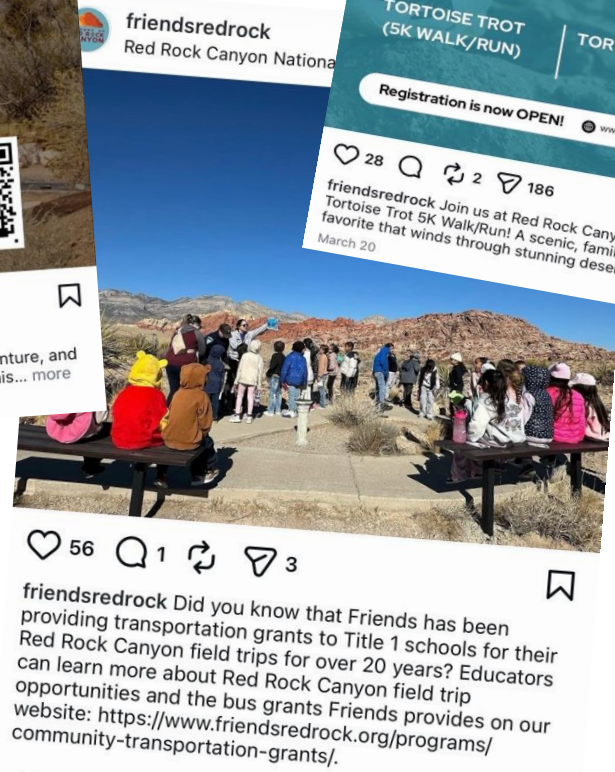 friendsredrock
Red Rock Canyon Nationa
TORTOISE TROT
(5K WALK/RUN)
TOR
Registration is now OPEN!
ww
28 2 186
friendsredrock Join us at Red Rock Cany
Tortoise Trot 5K Walk/Run! A scenic, fami
favorite that winds through stunning dese
March 20
nture, and
is... more
56 1 3
friendsredrock Did you know that Friends has been
providing transportation grants to Title 1 schools for their
Red Rock Canyon field trips for over 20 years? Educators
can learn more about Red Rock Canyon field trip
opportunities and the bus grants Friends provides on our
website: https://www.friendsredrock.org/programs/
community-transportation-grants/.